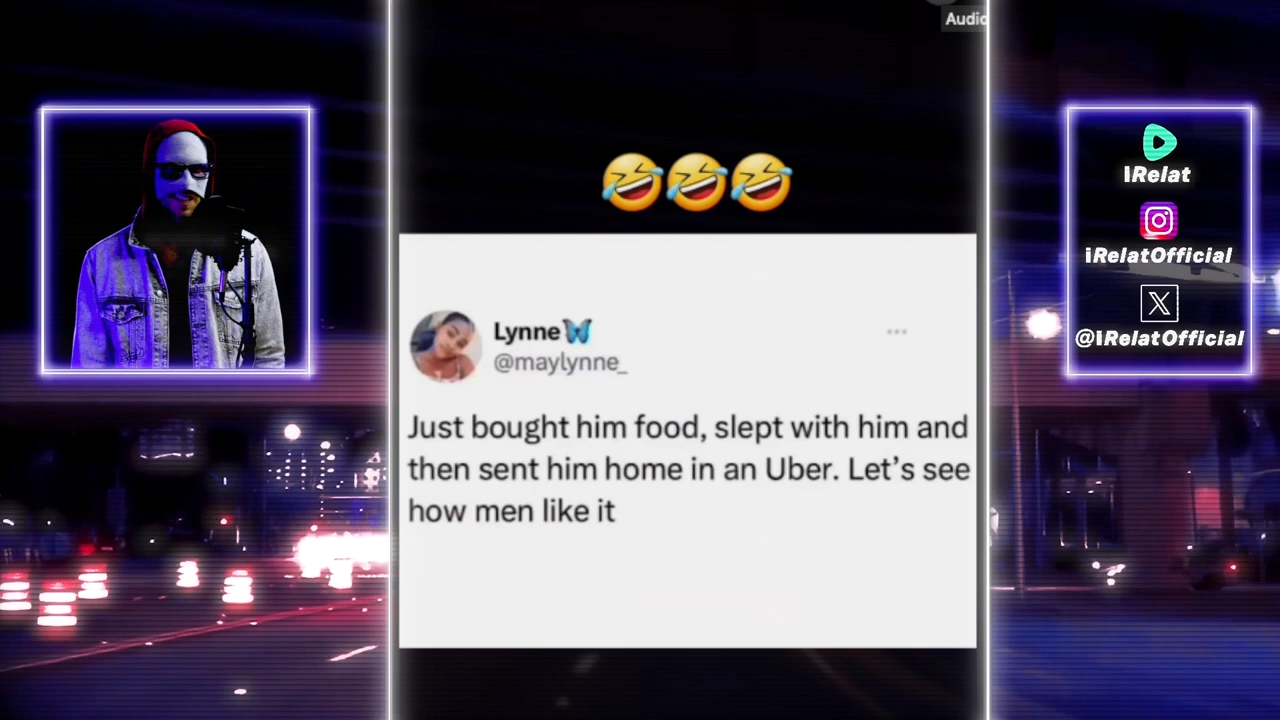 Audio
🤣🤣🤣
Lynne🦋
@maylynne_
Just bought him food, slept with him and
then sent him home in an Uber. Let’s see
how men like it
iRelat
iRelatOfficial
@iRelatOfficial